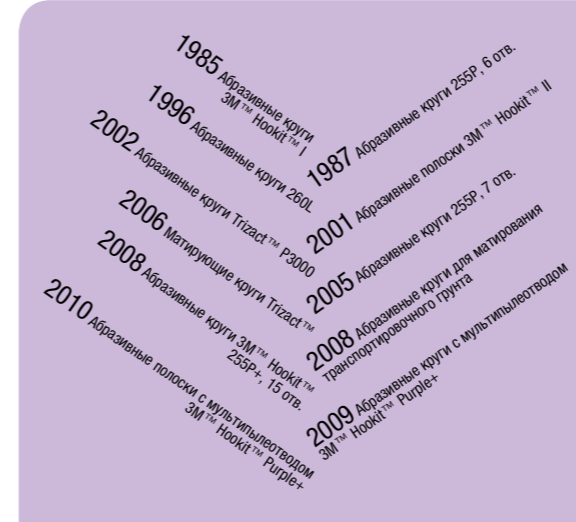 1985 Абразивные круги
3M™ Hookit™ I
1987 Абразивные круги 255P, 6 отв.
1996 Абразивные круги 260L
2001 Абразивные полоски 3M™ Hookit™ II
2002 Абразивные круги Trizact™ P3000
2005 Абразивные круги 255P, 7 отв.
2006 Матирующие круги Trizact™
2008 Абразивные круги для матирования
транспортировочного грунта
2008 Абразивные круги 3M™ Hookit™
255P+, 15 отв.
2009 Абразивные круги с мультипылеотводом
3M™ Hookit™ Purple+
2010 Абразивные полоски с мультипылеотводом
3M™ Hookit™ Purple+